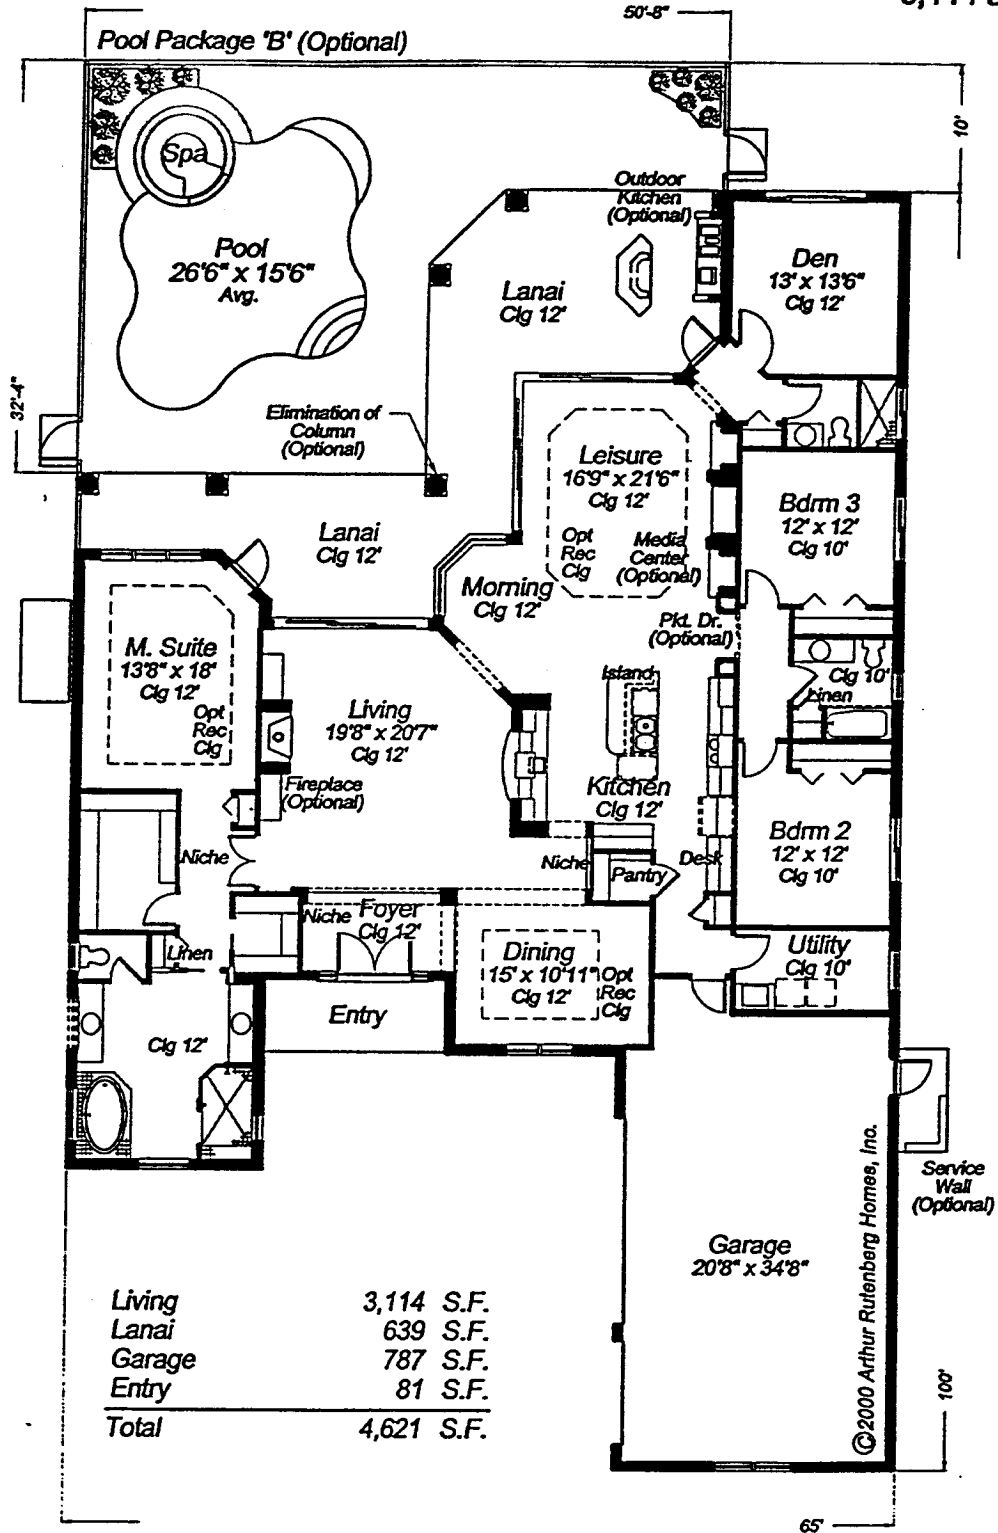 50'-8"
Pool Package "B" (Optional)
10'
Spa
Outdoor
Kitchen
(Optional)
Pool
26'6" x 15'6"
Avg.
Den
13' x 13'6"
Clg 12'
Lanai
Clg 12'
32'-4"
Elimination of
Column
(Optional)
Leisure
16'9" x 21'6"
Clg 12'
Bdrm 3
12' x 12'
Clg 10'
Lanai
Clg 12'
Opt
Rec
Clg
Media
Center
(Optional)
Morning
Clg 12'
Pkt. Dr.
(Optional)
M. Suite
13'8" x 18'
Clg 12'
Opt
Rec
Clg
Island
Clg 10'
Linen
Living
19'8" x 20'7"
Clg 12'
Fireplace
(Optional)
Kitchen
Clg 12'
Bdrm 2
12' x 12'
Clg 10'
Niche
Niche
Pantry
Desk
Niche
Foyer
Clg 12'
Linen
Dining
15' x 10'11"
Clg 12'
Opt
Rec
Clg
Utility
Clg 10'
Entry
Clg 12'
Service
Wall
(Optional)
Garage
20'8" x 34'8"
©2000 Arthur Rutenberg Homes, Inc.
Living 3,114 S.F.
Lanai 639 S.F.
Garage 787 S.F.
Entry 81 S.F.
Total 4,621 S.F.
100'
65'